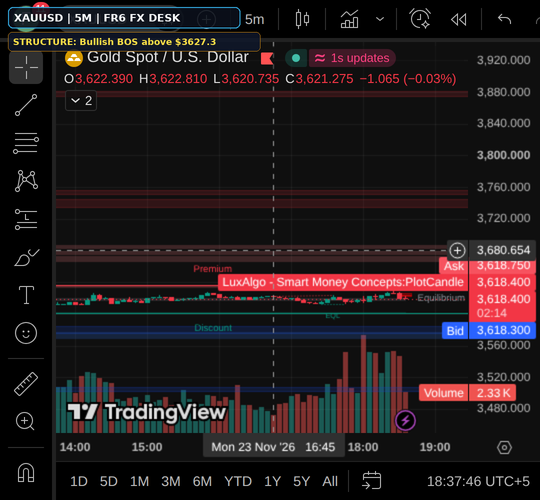 XAUUSD | 5M | FR6 FX DESK
5m
STRUCTURE: Bullish BOS above $3627.3
Gold Spot / U.S. Dollar
1s updates
O3,622.390 H3,622.810 L3,620.735 C3,621.275 −1.065 (−0.03%)
2
3,920.000
3,880.000
3,840.000
3,800.000
3,760.000
3,720.000
3,680.654
Ask 3,618.750
Premium
LuxAlgo - Smart Money Concepts:PlotCandle 3,618.400
Equilibrium 3,618.400
02:14
EQL
Discount
Bid 3,618.300
3,560.000
3,520.000
Volume 2.33 K
3,480.000
TradingView
14:00 15:00 Mon 23 Nov '26 16:45 18:00 19:00
1D 5D 1M 3M 6M YTD 1Y 5Y All 18:37:46 UTC+5